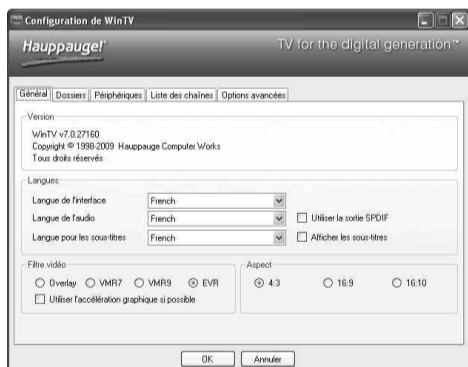 Configuration de WinTV
Hauppauge!® TV for the digital generation™
Général Dossiers Périphériques Liste des chaînes Options avancées
Version
WinTV v7.0.27160
Copyright © 1998-2009 Hauppauge Computer Works
Tous droits réservés
Langues
Langue de l'interface French
Langue de l'audio French Utiliser la sortie SPDIF
Langue pour les sous-titres French Afficher les sous-titres
Filtre vidéo Aspect
Overlay VMR7 VMR9 EVR 4:3 16:9 16:10
Utiliser l'accélération graphique si possible
OK Annuler